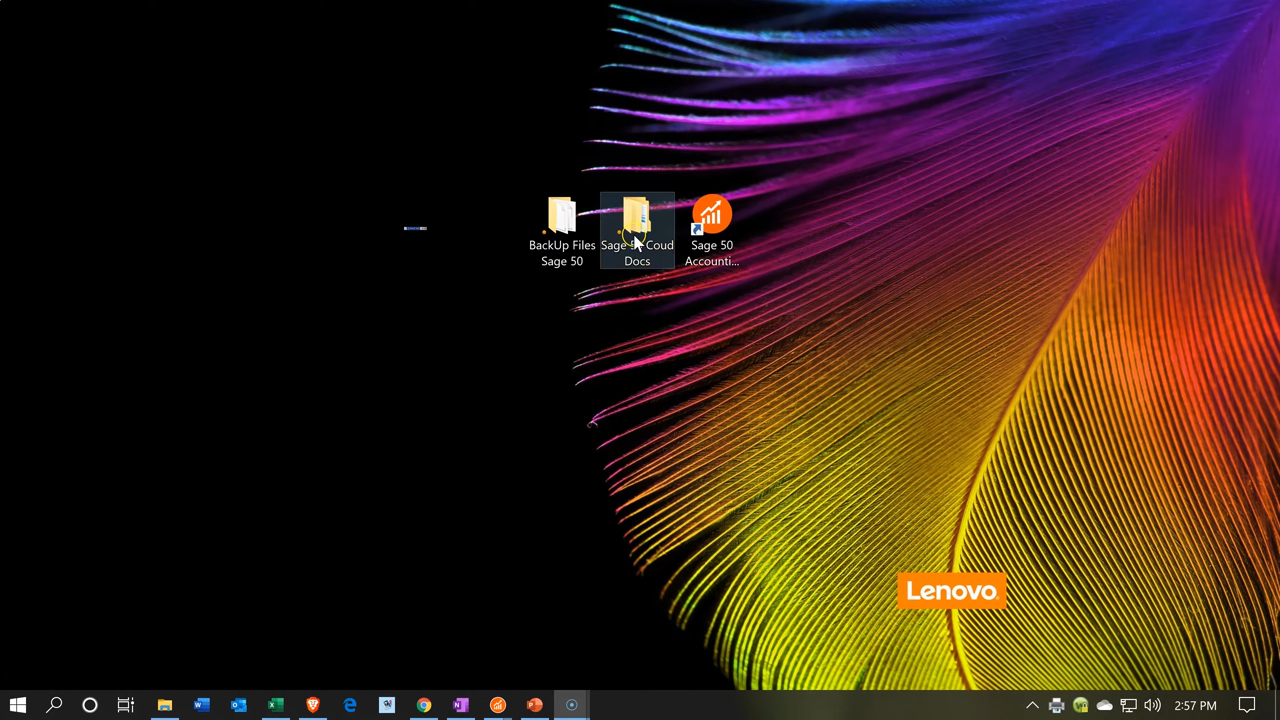 BackUp Files
Sage 50
Sage 50 Coud
Docs
Sage 50
Accounti...
Lenovo
2:57 PM